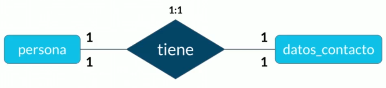 1:1
1 1
persona tiene datos_contacto
1 1